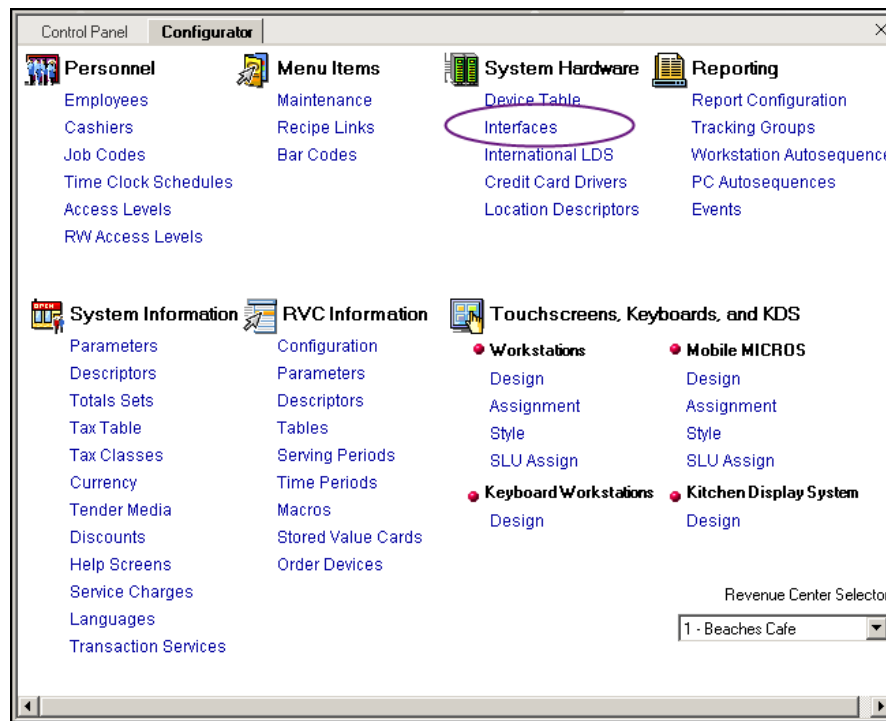 Control Panel
Configurator
Personnel
Employees
Cashiers
Job Codes
Time Clock Schedules
Access Levels
RW Access Levels
Menu Items
Maintenance
Recipe Links
Bar Codes
System Hardware
Device Table
Interfaces
International LDS
Credit Card Drivers
Location Descriptors
Reporting
Report Configuration
Tracking Groups
Workstation Autosequence
PC Autosequences
Events
OPEN
System Information
Parameters
Descriptors
Totals Sets
Tax Table
Tax Classes
Currency
Tender Media
Discounts
Help Screens
Service Charges
Languages
Transaction Services
RVC Information
Configuration
Parameters
Descriptors
Tables
Serving Periods
Time Periods
Macros
Stored Value Cards
Order Devices
Touchscreens, Keyboards, and KDS
Workstations
Design
Assignment
Style
SLU Assign
Keyboard Workstations
Design
Mobile MICROS
Design
Assignment
Style
SLU Assign
Kitchen Display System
Design
Revenue Center Selector
1 - Beaches Cafe